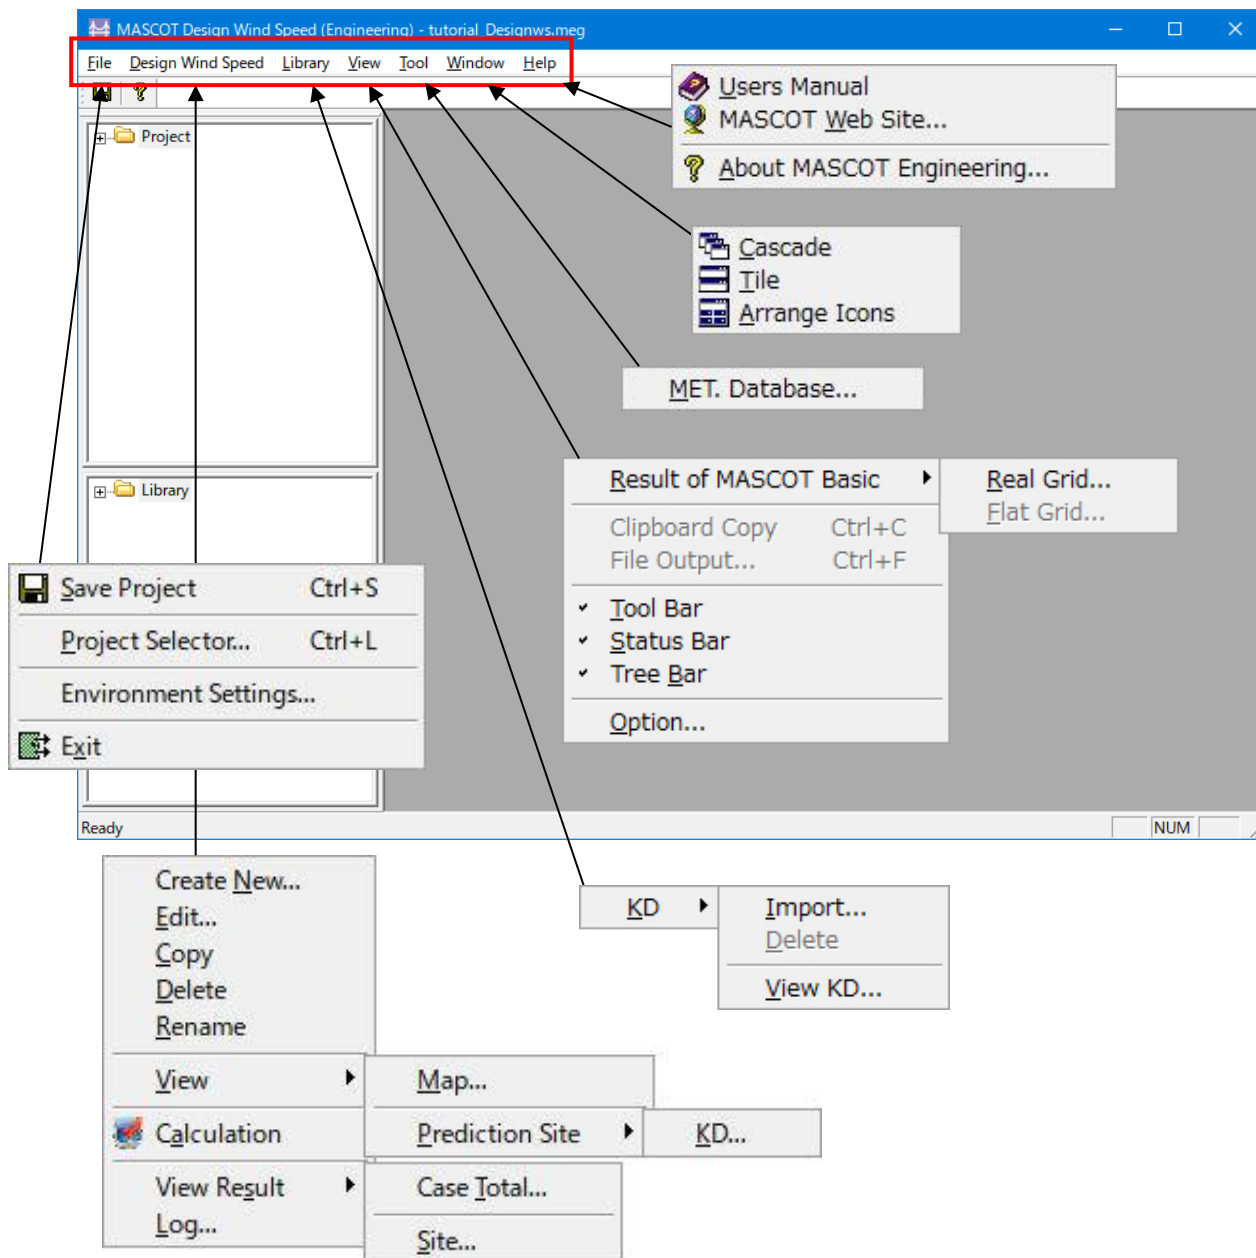 MASCOT Design Wind Speed (Engineering) - tutorial_Designws.meg
File Design Wind Speed Library View Tool Window Help
Users Manual
MASCOT Web Site...
About MASCOT Engineering...
Project
Cascade
Tile
Arrange Icons
MET. Database...
Result of MASCOT Basic
Clipboard Copy Ctrl+C
File Output... Ctrl+F
Tool Bar
Status Bar
Tree Bar
Option...
Real Grid...
Flat Grid...
Library
Save Project Ctrl+S
Project Selector... Ctrl+L
Environment Settings...
Exit
Ready NUM
Create New...
Edit...
Copy
Delete
Rename
View
Calculation
View Result
Log...
Map...
Prediction Site
KD...
Case Total...
Site...
KD
Import...
Delete
View KD...